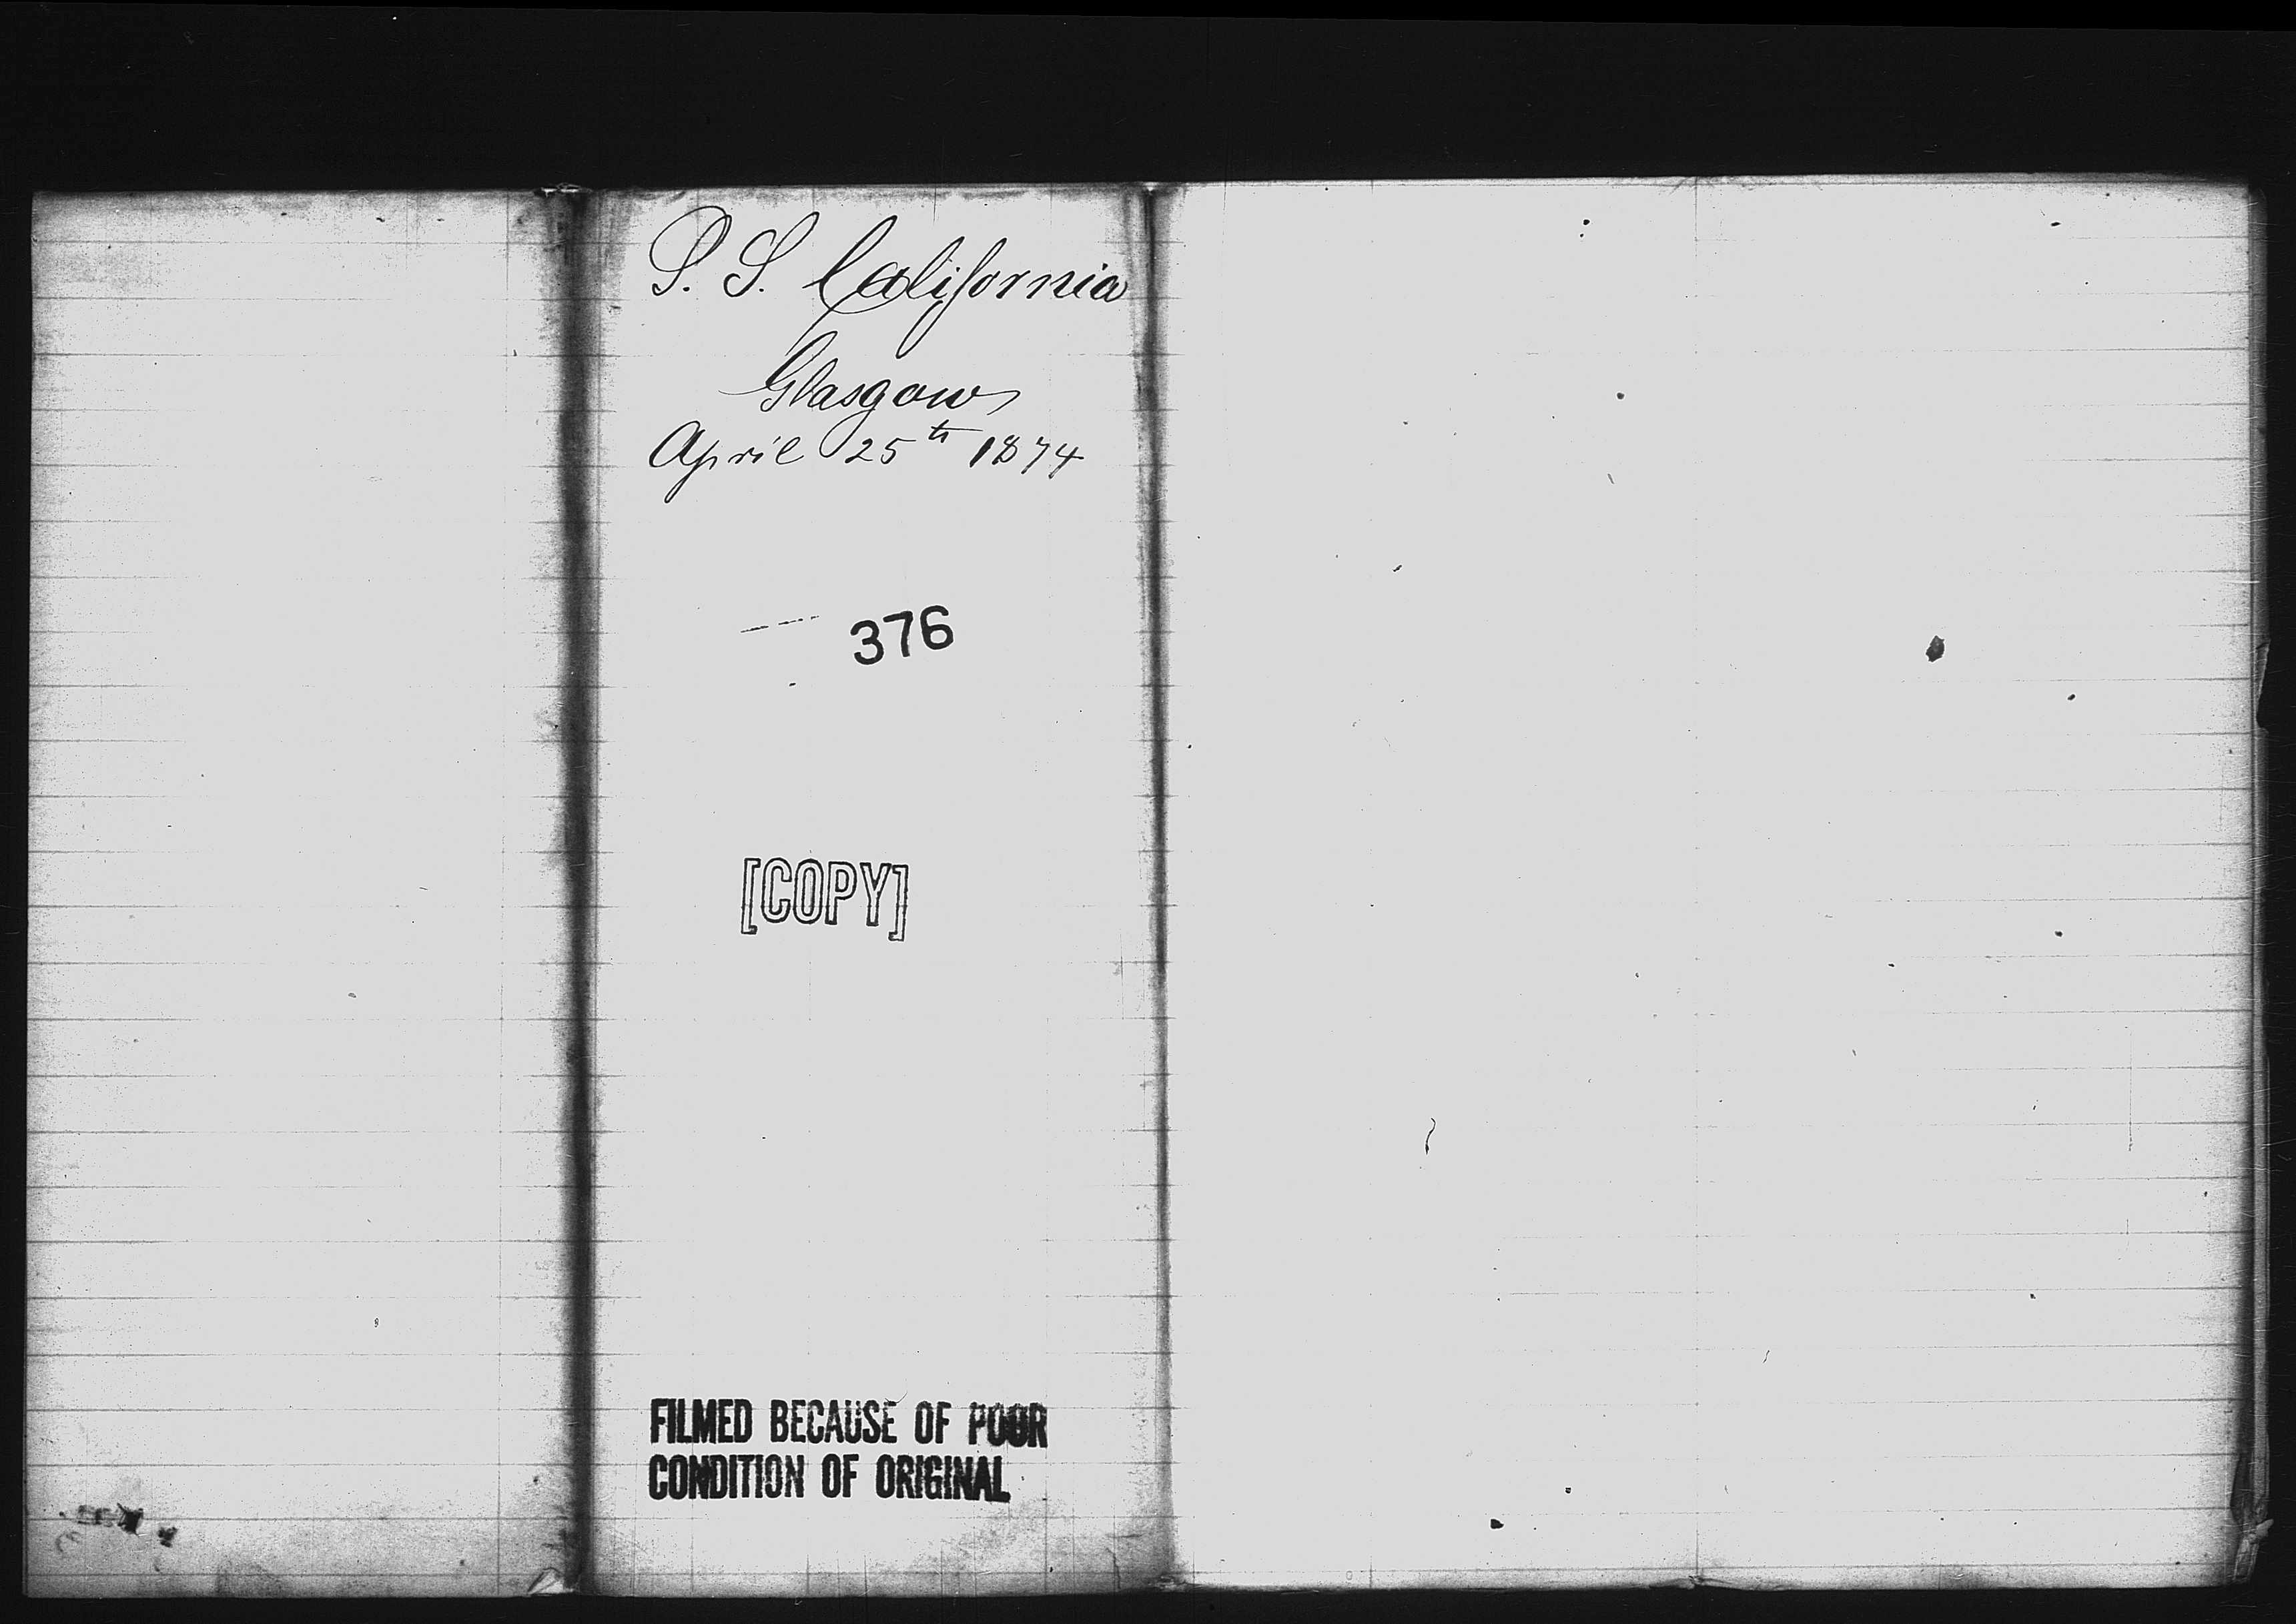 S. S. California
Glasgow
April 25th 1874
376
[COPY]
FILMED BECAUSE OF POOR
CONDITION OF ORIGINAL